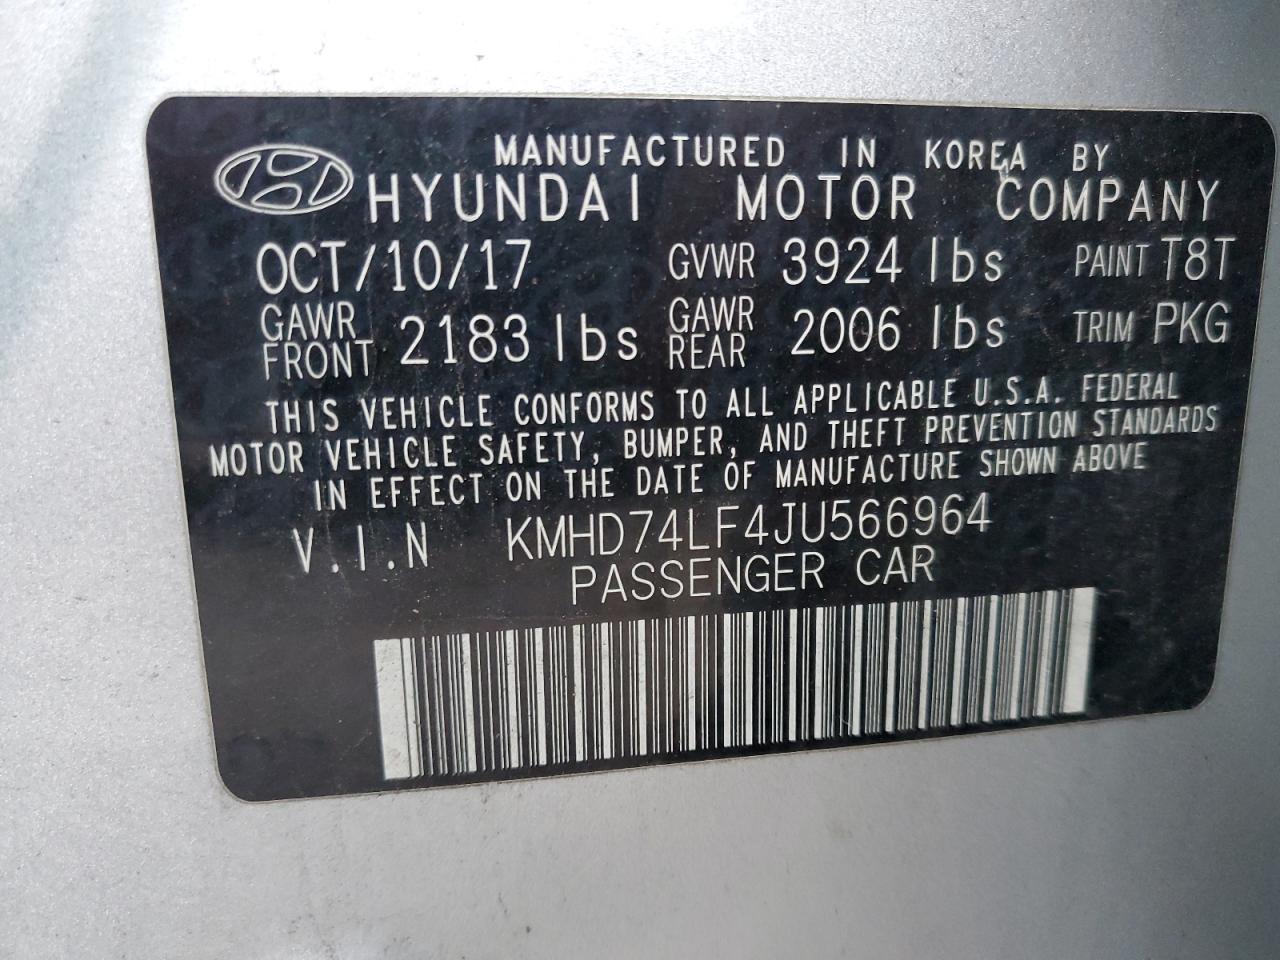 MANUFACTURED IN KOREA BY
HYUNDAI MOTOR COMPANY
OCT/10/17 GVWR 3924 lbs PAINT T8T
GAWR FRONT 2183 lbs GAWR REAR 2006 lbs TRIM PKG
THIS VEHICLE CONFORMS TO ALL APPLICABLE U.S.A. FEDERAL
MOTOR VEHICLE SAFETY, BUMPER, AND THEFT PREVENTION STANDARDS
IN EFFECT ON THE DATE OF MANUFACTURE SHOWN ABOVE
V.I.N KMHD74LF4JU566964
PASSENGER CAR